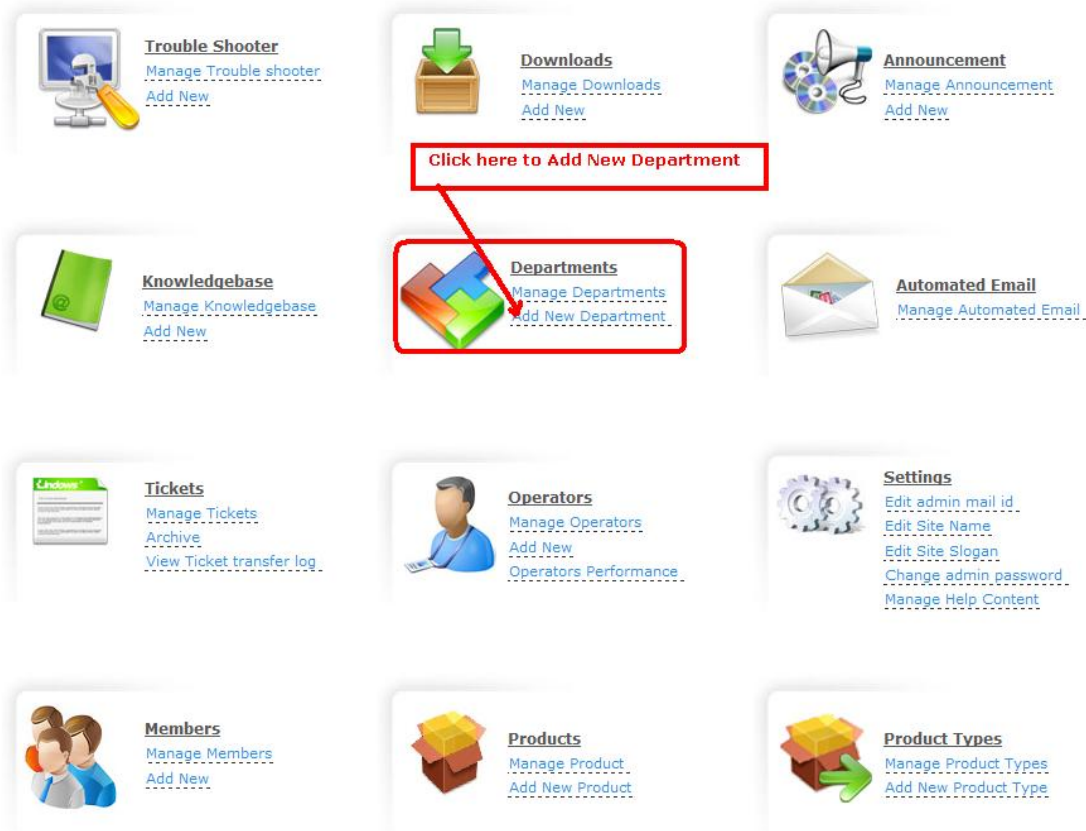 Trouble Shooter
Manage Trouble shooter
Add New
Downloads
Manage Downloads
Add New
Announcement
Manage Announcement
Add New
Click here to Add New Department
Knowledgebase
Manage Knowledgebase
Add New
Departments
Manage Departments
Add New Department
Automated Email
Manage Automated Email
Tickets
Manage Tickets
Archive
View Ticket transfer log
Operators
Manage Operators
Add New
Operators Performance
Settings
Edit admin mail id
Edit Site Name
Edit Site Slogan
Change admin password
Manage Help Content
Members
Manage Members
Add New
Products
Manage Product
Add New Product
Product Types
Manage Product Types
Add New Product Type